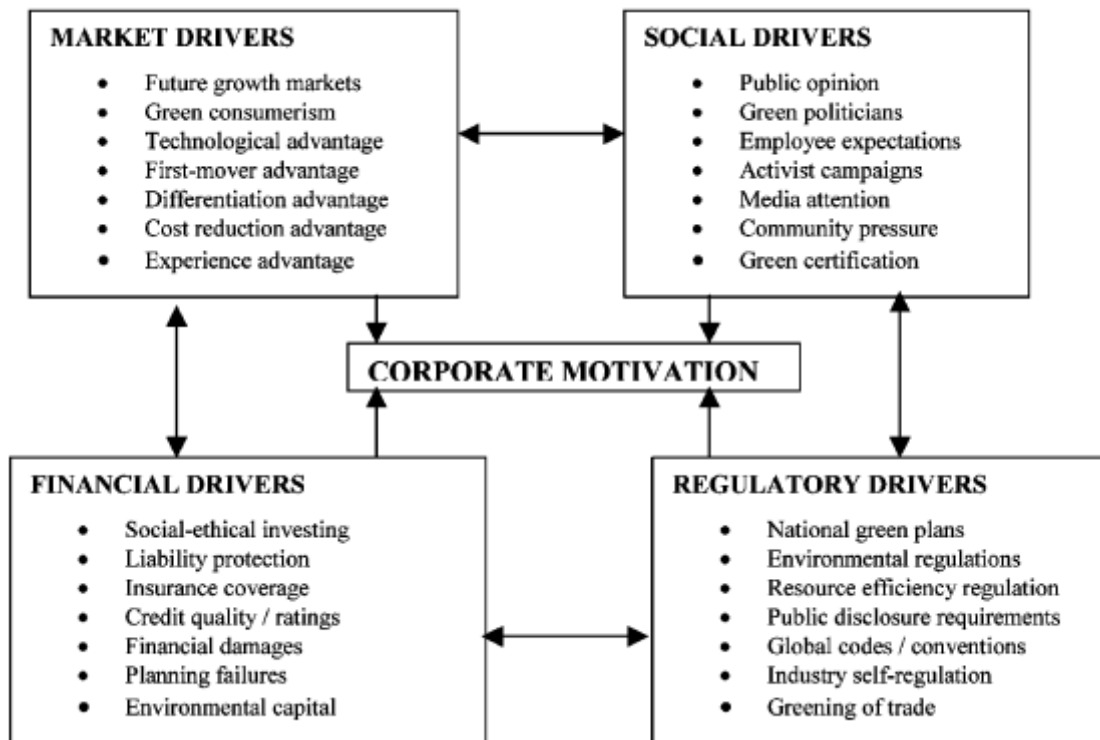 MARKET DRIVERS
Future growth markets
Green consumerism
Technological advantage
First-mover advantage
Differentiation advantage
Cost reduction advantage
Experience advantage
SOCIAL DRIVERS
Public opinion
Green politicians
Employee expectations
Activist campaigns
Media attention
Community pressure
Green certification
CORPORATE MOTIVATION
FINANCIAL DRIVERS
Social-ethical investing
Liability protection
Insurance coverage
Credit quality / ratings
Financial damages
Planning failures
Environmental capital
REGULATORY DRIVERS
National green plans
Environmental regulations
Resource efficiency regulation
Public disclosure requirements
Global codes / conventions
Industry self-regulation
Greening of trade